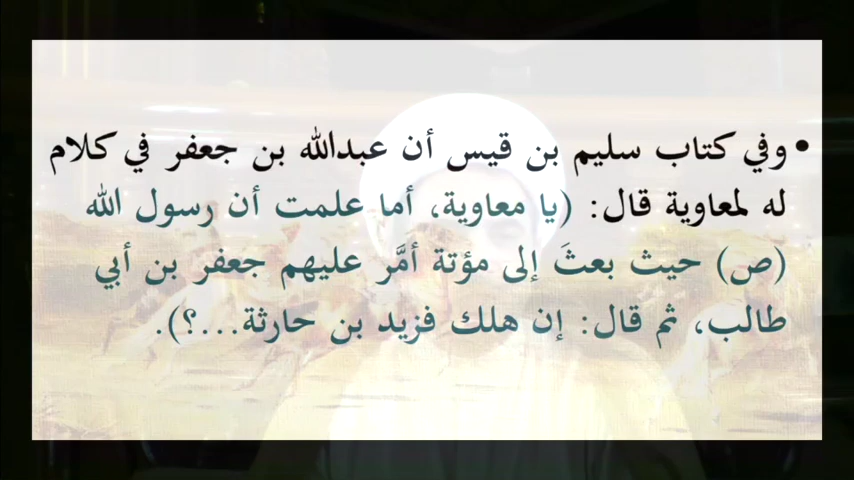 • وفي كتاب سليم بن قيس أن عبدالله بن جعفر في كلام
له لمعاوية قال: (يا معاوية، أما علمت أن رسول الله
(ص) حيث بعثَ إلى مؤتة أمَّر عليهم جعفر بن أبي
طالب، ثم قال: إن هلك فزيد بن حارثة...؟).